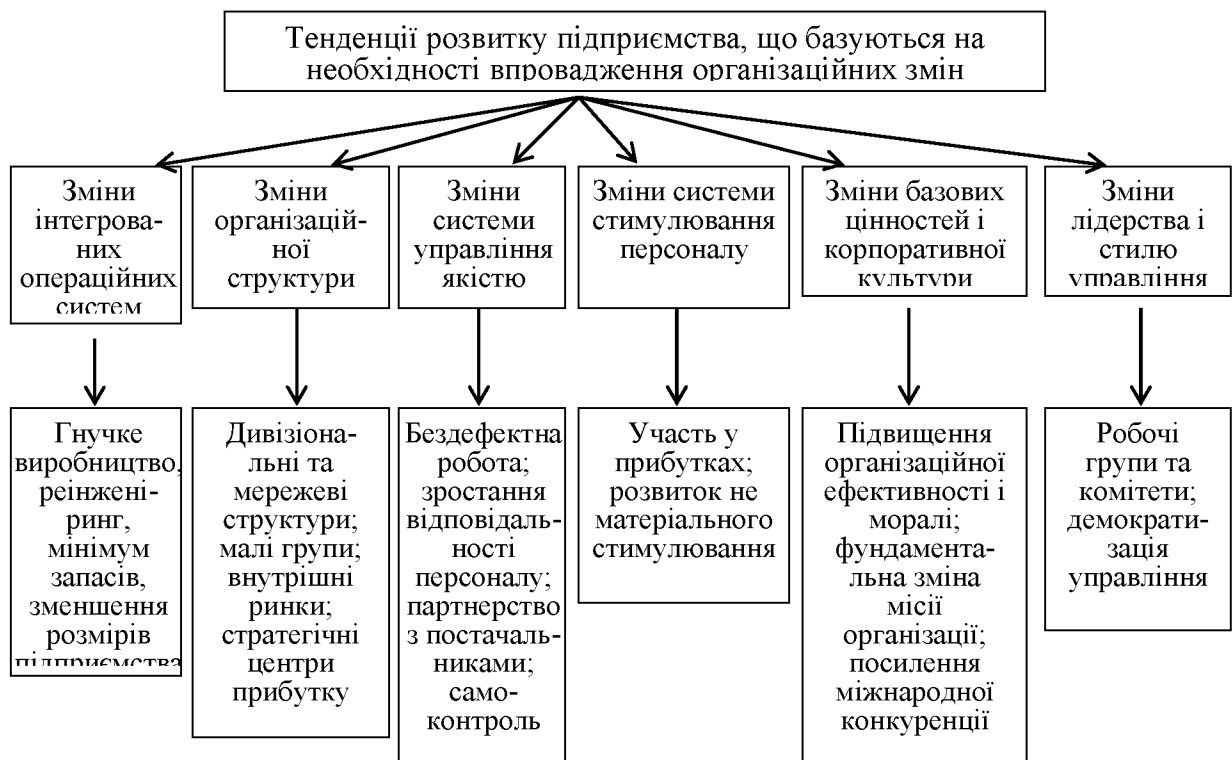 Тенденції розвитку підприємства, що базуються на
необхідності впровадження організаційних змін
Зміни
інтегрова-
них
операційних
систем
Зміни
організацій-
ної
структури
Зміни
системи
управління
якістю
Зміни системи
стимулювання
персоналу
Зміни базових
цінностей і
корпоративної
культури
Зміни
лідерства і
стилю
управління
Гнучке
виробництво,
реінжені-
ринг,
мінімум
запасів,
зменшення
розмірів
підприємства
Дивізіона-
льні та
мережеві
структури;
малі групи;
внутрішні
ринки;
стратегічні
центри
прибутку
Бездефектна
робота;
зростання
відповідаль-
ності
персоналу;
партнерство
з постачаль-
никами;
само-
контроль
Участь у
прибутках;
розвиток не
матеріального
стимулювання
Підвищення
організаційної
ефективності і
моралі;
фундамента-
льна зміна
місії
організації;
посилення
міжнародної
конкуренції
Робочі
групи та
комітети;
демократи-
зація
управління